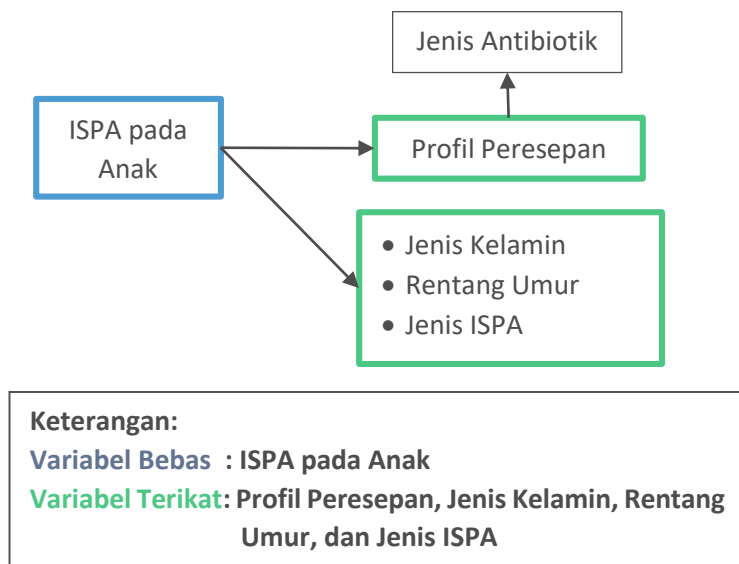 Jenis Antibiotik
ISPA pada
Anak
Profil Peresepan
• Jenis Kelamin
• Rentang Umur
• Jenis ISPA
Keterangan:
Variabel Bebas : ISPA pada Anak
Variabel Terikat: Profil Peresepan, Jenis Kelamin, Rentang
Umur, dan Jenis ISPA